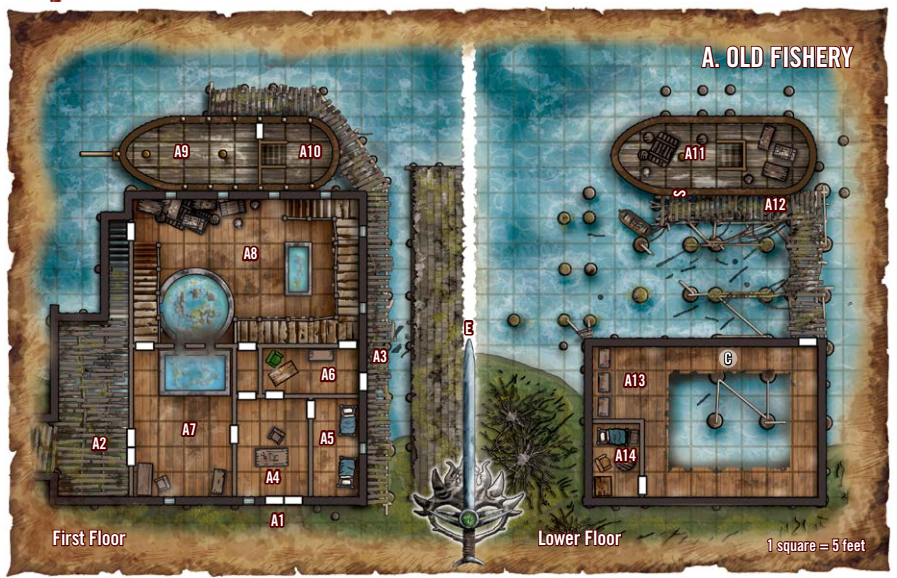 A. OLD FISHERY
A9
A10
A11
S
A12
A8
E
A3
C
A6
A13
A7
A5
A2
A14
A4
A1
First Floor
Lower Floor
1 square = 5 feet